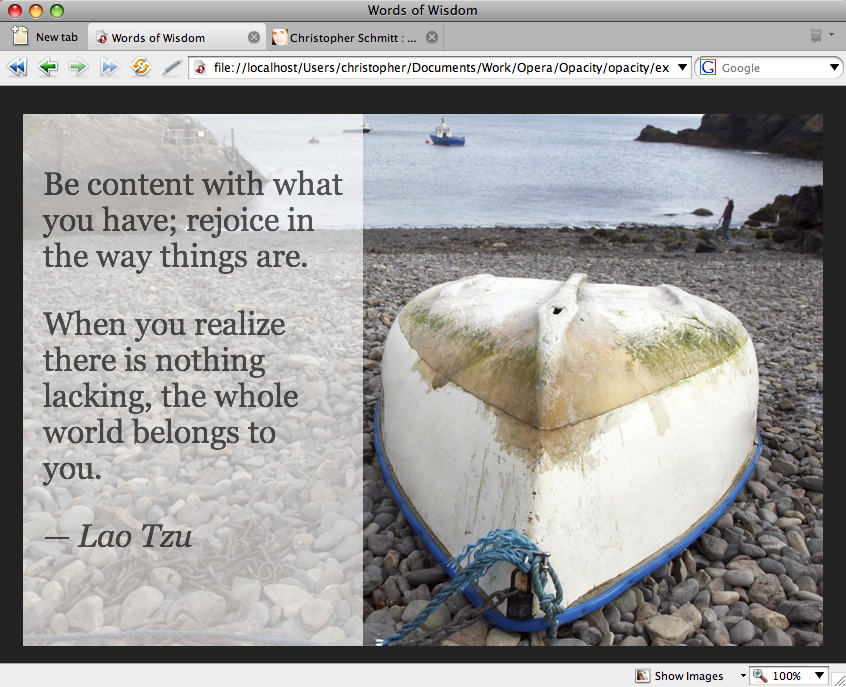 Words of Wisdom
New tab
Words of Wisdom
Christopher Schmitt : ...
file://localhost/Users/christopher/Documents/Work/Opera/Opacity/opacity/ex
Google
Be content with what
you have; rejoice in
the way things are.
When you realize
there is nothing
lacking, the whole
world belongs to
you.
— Lao Tzu
Show Images
100%